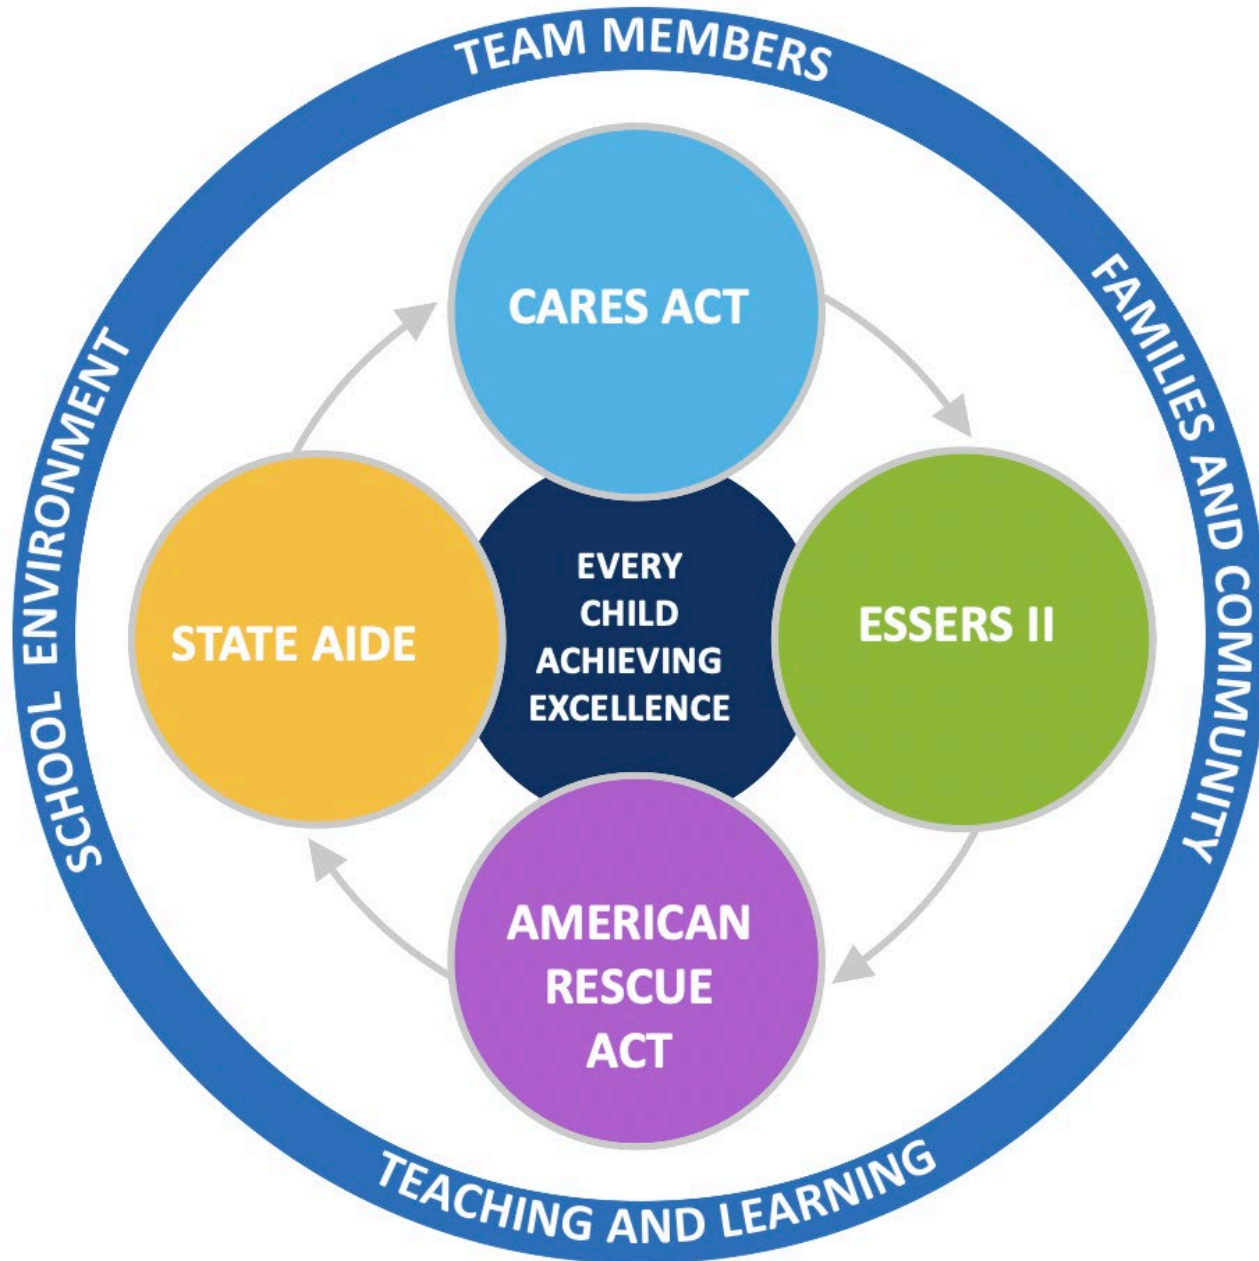 TEAM MEMBERS
FAMILIES AND COMMUNITY
TEACHING AND LEARNING
SCHOOL ENVIRONMENT
CARES ACT
ESSERS II
AMERICAN
RESCUE
ACT
STATE AIDE
EVERY
CHILD
ACHIEVING
EXCELLENCE